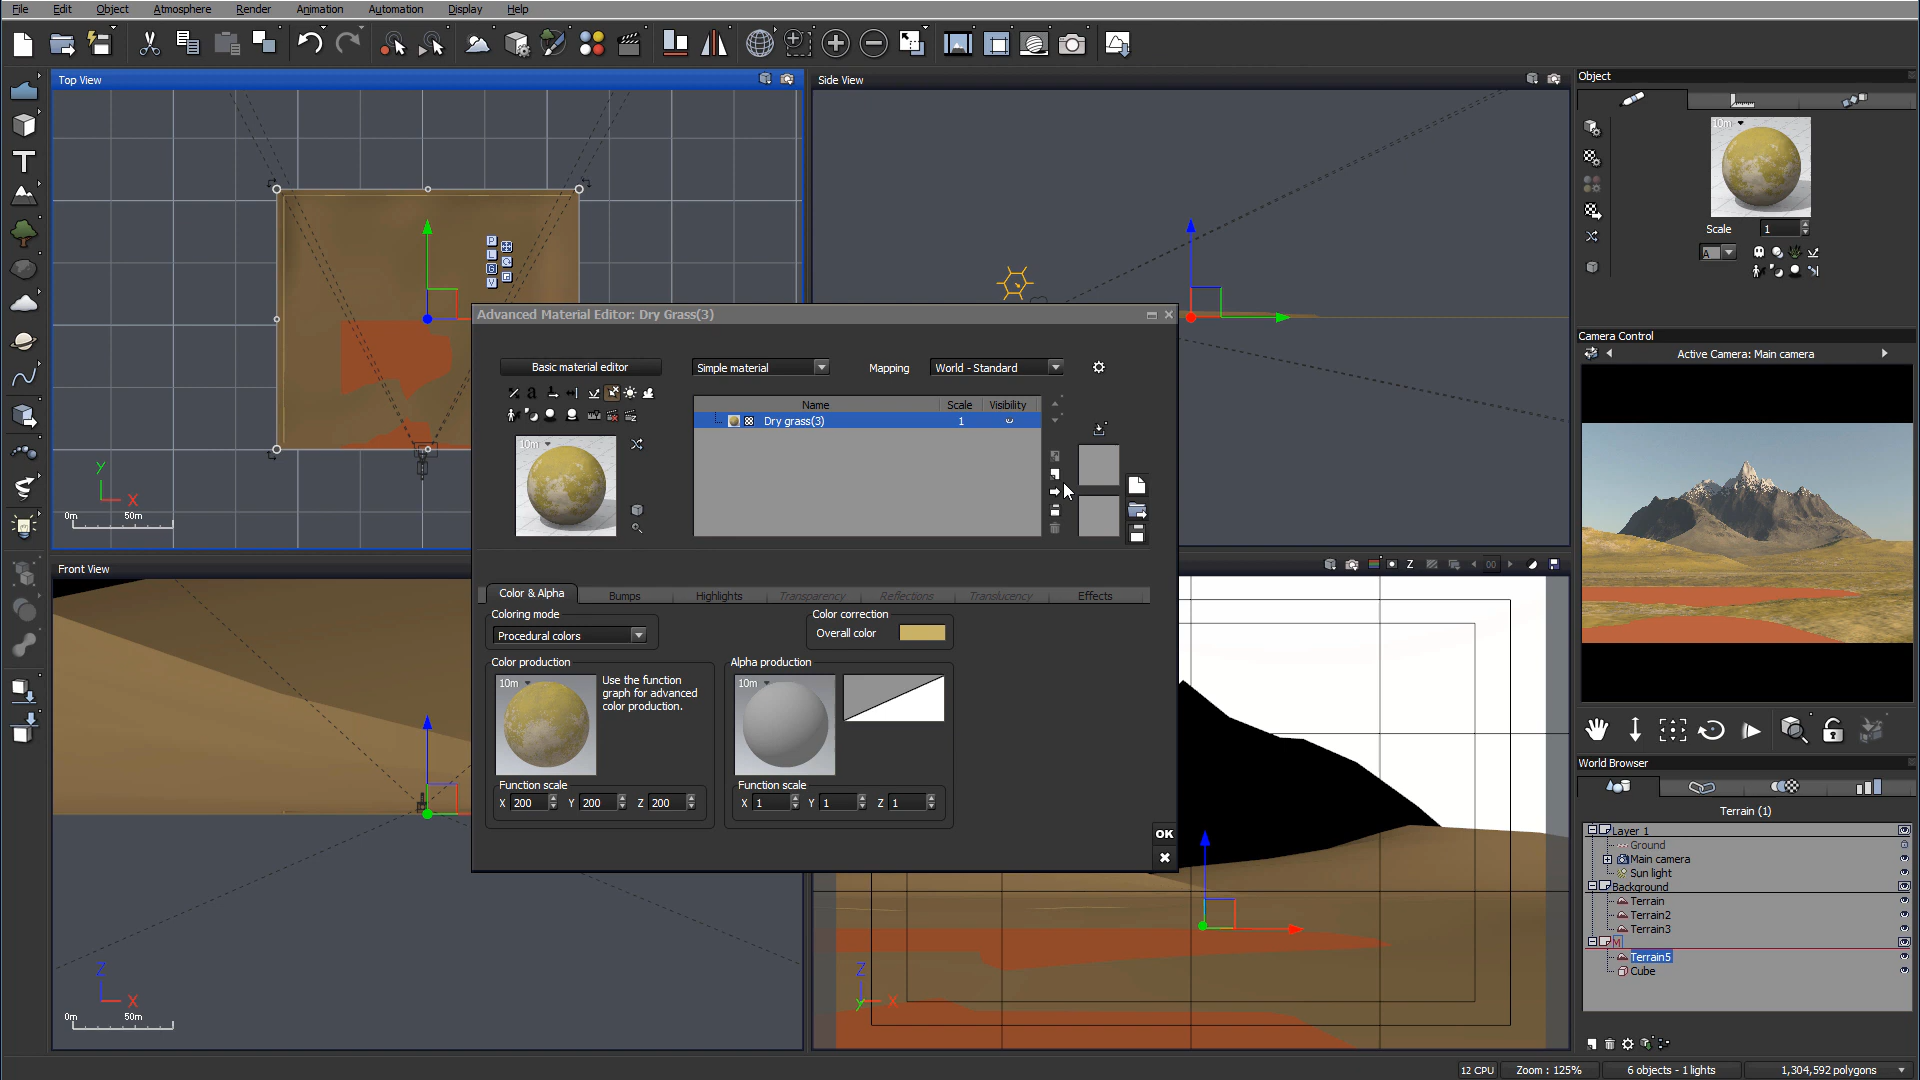 File Edit Object Atmosphere Render Animation Automation Display Help
Top View
Side View
Object
10m
Scale 1
A
Y
X
0m 50m
Camera Control
Active Camera: Main camera
Advanced Material Editor: Dry Grass(3)
Basic material editor
Simple material
Mapping
World - Standard
Name Scale Visibility
Dry grass(3) 1
10m
Color & Alpha Bumps Highlights Transparency Reflections Translucency Effects
Coloring mode
Procedural colors
Color correction
Overall color
Color production
10m
Use the function
graph for advanced
color production.
Function scale
X 200 Y 200 Z 200
Alpha production
10m
Function scale
X 1 Y 1 Z 1
OK
Front View
Z
X
0m 50m
Z 00
Z
Y X
World Browser
Terrain (1)
Layer 1
Ground
Main camera
Sun light
Background
Terrain
Terrain2
Terrain3
M
Terrain5
Cube
12 CPU Zoom : 125% 6 objects - 1 lights 1,304,592 polygons